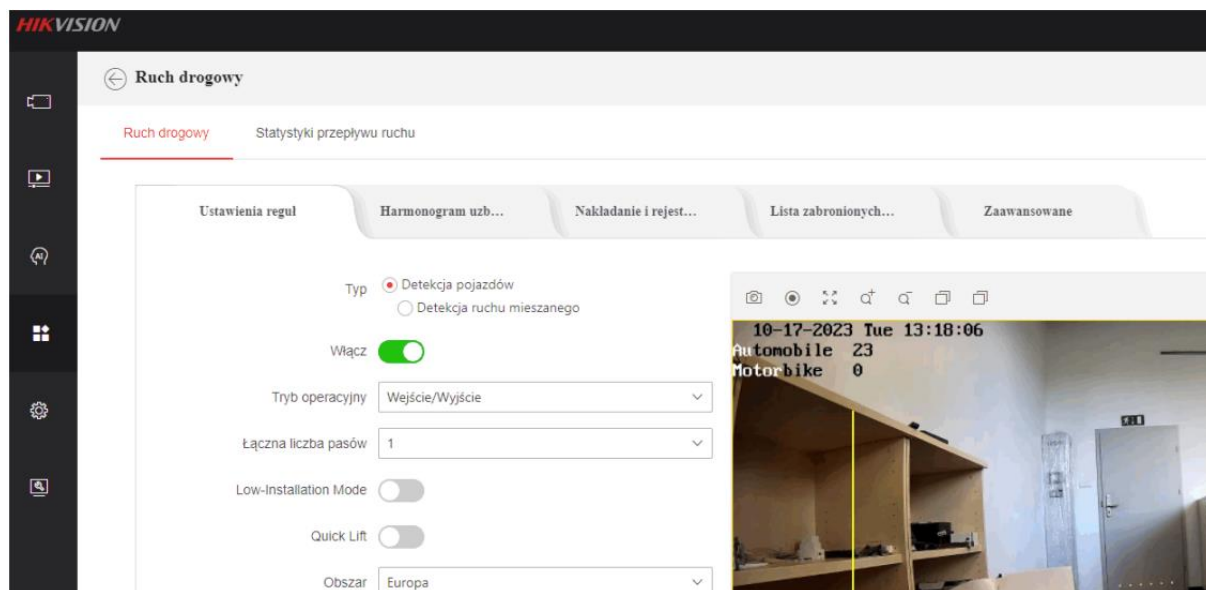 HIKVISION
Ruch drogowy
Ruch drogowy Statystyki przepływu ruchu
Ustawienia reguł Harmonogram uzb... Nakładanie i rejest... Lista zabronionych... Zaawansowane
Typ Detekcja pojazdów
Detekcja ruchu mieszanego
Włącz
Tryb operacyjny Wejście/Wyjście
Łączna liczba pasów 1
Low-Installation Mode
Quick Lift
Obszar Europa
10-17-2023 Tue 13:18:06
Automobile 23
Motorbike 0